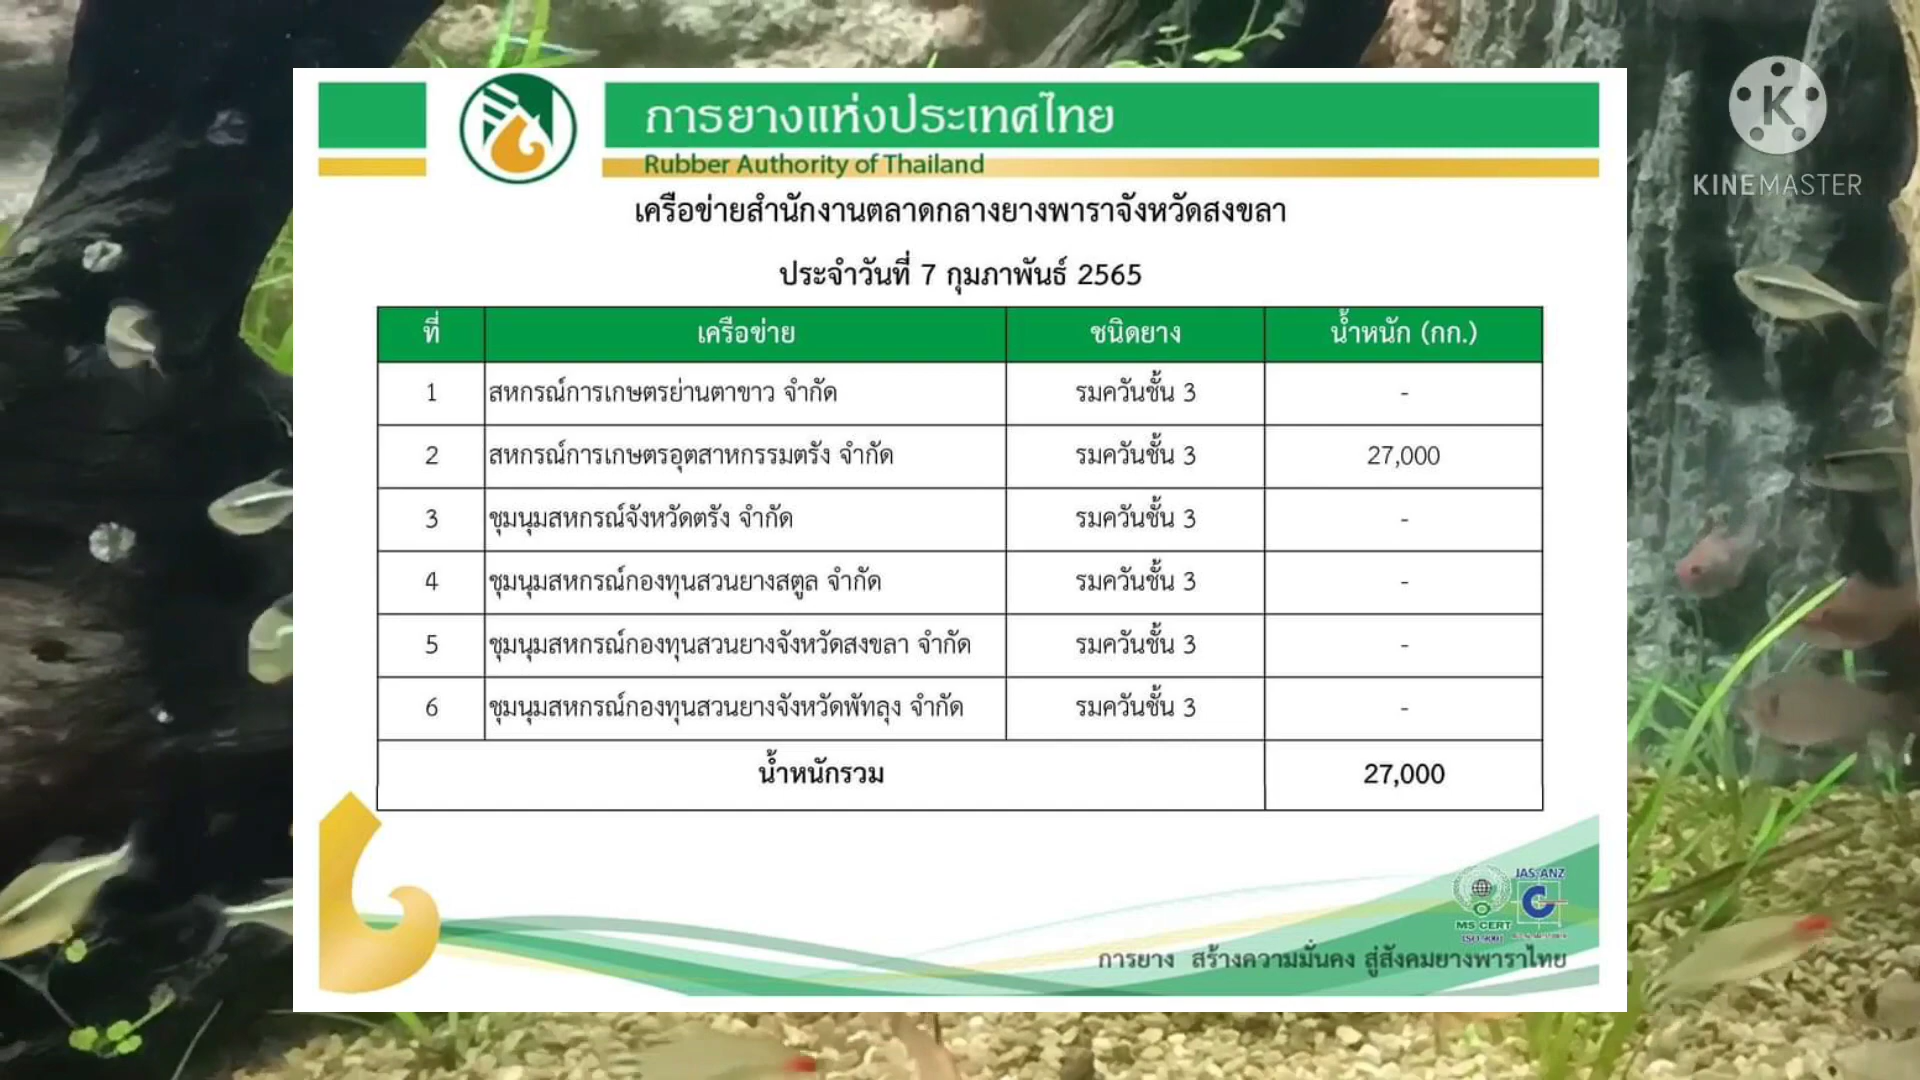 การยางแห่งประเทศไทย
Rubber Authority of Thailand
KINEMASTER
เครือข่ายสำนักงานตลาดกลางยางพาราจังหวัดสงขลา
ประจำวันที่ 7 กุมภาพันธ์ 2565
ที่ เครือข่าย ชนิดยาง น้ำหนัก (กก.)
1 สหกรณ์การเกษตรย่านตาขาว จำกัด รมควันชั้น 3 -
2 สหกรณ์การเกษตรอุตสาหกรรมตรัง จำกัด รมควันชั้น 3 27,000
3 ชุมนุมสหกรณ์จังหวัดตรัง จำกัด รมควันชั้น 3 -
4 ชุมนุมสหกรณ์กองทุนสวนยางสตูล จำกัด รมควันชั้น 3 -
5 ชุมนุมสหกรณ์กองทุนสวนยางจังหวัดสงขลา จำกัด รมควันชั้น 3 -
6 ชุมนุมสหกรณ์กองทุนสวนยางจังหวัดพัทลุง จำกัด รมควันชั้น 3 -
น้ำหนักรวม 27,000
JAS-ANZ
MS CERT
การยาง สร้างความมั่นคง สู่สังคมยางพาราไทย